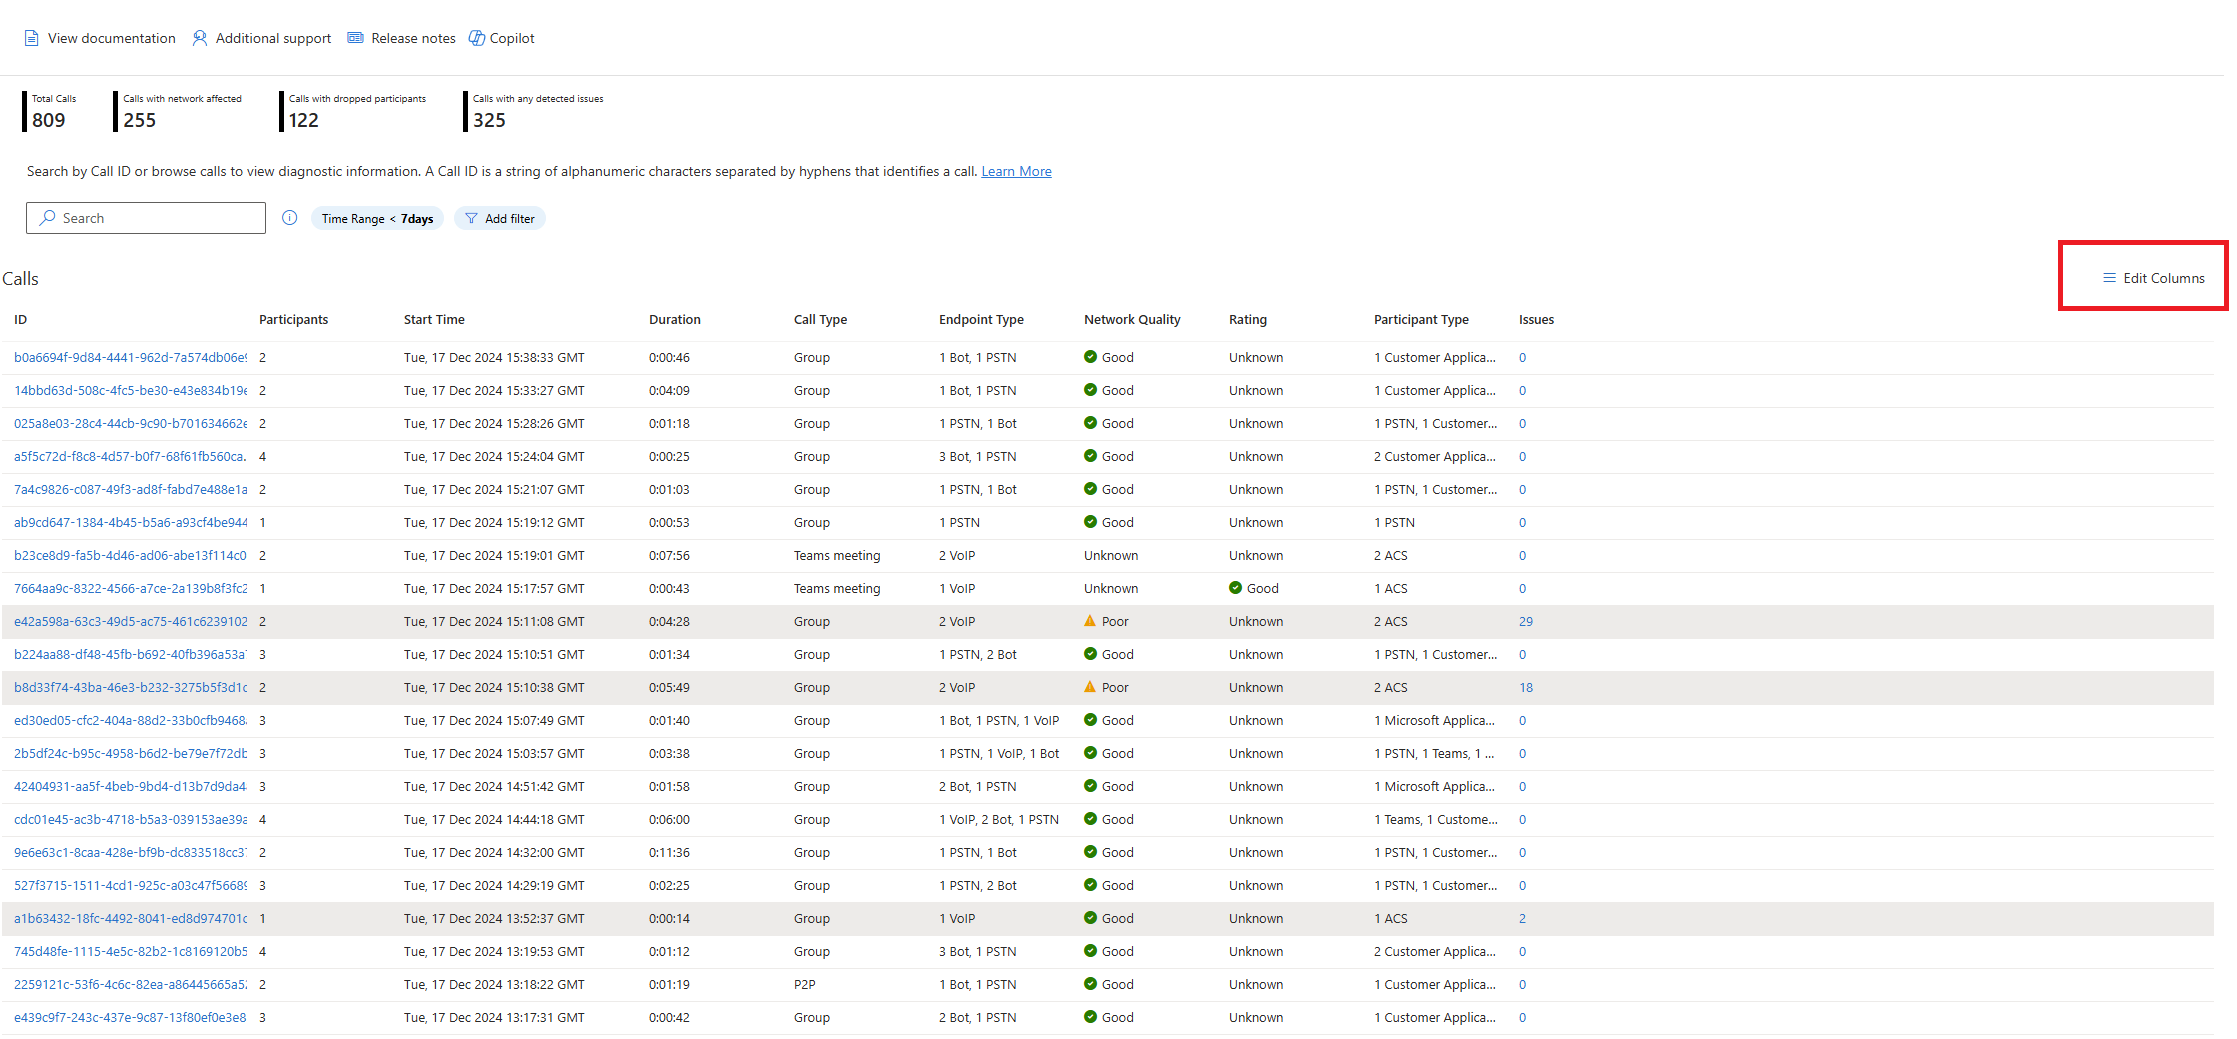 View documentation Additional support Release notes Copilot
Total Calls Calls with network affected Calls with dropped participants Calls with any detected issues
809 255 122 325
Search by Call ID or browse calls to view diagnostic information. A Call ID is a string of alphanumeric characters separated by hyphens that identifies a call. Learn More
Search Time Range < 7days Add filter
Calls Edit Columns
ID Participants Start Time Duration Call Type Endpoint Type Network Quality Rating Participant Type Issues
b0a6694f-9d84-4441-962d-7a574db06e9 2 Tue, 17 Dec 2024 15:38:33 GMT 0:00:46 Group 1 Bot, 1 PSTN Good Unknown 1 Customer Applica... 0
14bbd63d-508c-4fc5-be30-e43e834b19e 2 Tue, 17 Dec 2024 15:33:27 GMT 0:04:09 Group 1 Bot, 1 PSTN Good Unknown 1 Customer Applica... 0
025a8e03-28c4-44cb-9c90-b701634662e 2 Tue, 17 Dec 2024 15:28:26 GMT 0:01:18 Group 1 PSTN, 1 Bot Good Unknown 1 PSTN, 1 Customer... 0
a5f5c72d-f8c8-4d57-b0f7-68f61fb560ca. 4 Tue, 17 Dec 2024 15:24:04 GMT 0:00:25 Group 3 Bot, 1 PSTN Good Unknown 2 Customer Applica... 0
7a4c9826-c087-49f3-ad8f-fabd7e488e1a 2 Tue, 17 Dec 2024 15:21:07 GMT 0:01:03 Group 1 PSTN, 1 Bot Good Unknown 1 PSTN, 1 Customer... 0
ab9cd647-1384-4b45-b5a6-a93cf4be944 1 Tue, 17 Dec 2024 15:19:12 GMT 0:00:53 Group 1 PSTN Good Unknown 1 PSTN 0
b23ce8d9-fa5b-4d46-ad06-abe13f114c0 2 Tue, 17 Dec 2024 15:19:01 GMT 0:07:56 Teams meeting 2 VoIP Unknown Unknown 2 ACS 0
7664aa9c-8322-4566-a7ce-2a139b8f3fc2 1 Tue, 17 Dec 2024 15:17:57 GMT 0:00:43 Teams meeting 1 VoIP Unknown Good 1 ACS 0
e42a598a-63c3-49d5-ac75-461c6239102 2 Tue, 17 Dec 2024 15:11:08 GMT 0:04:28 Group 2 VoIP Poor Unknown 2 ACS 29
b224aa88-df48-45fb-b692-40fb396a53a 3 Tue, 17 Dec 2024 15:10:51 GMT 0:01:34 Group 1 PSTN, 2 Bot Good Unknown 1 PSTN, 1 Customer... 0
b8d33f74-43ba-46e3-b232-3275b5f3d1c 2 Tue, 17 Dec 2024 15:10:38 GMT 0:05:49 Group 2 VoIP Poor Unknown 2 ACS 18
ed30ed05-cfc2-404a-88d2-33b0cfb9468 3 Tue, 17 Dec 2024 15:07:49 GMT 0:01:40 Group 1 Bot, 1 PSTN, 1 VoIP Good Unknown 1 Microsoft Applica... 0
2b5df24c-b95c-4958-b6d2-be79e7f72db 3 Tue, 17 Dec 2024 15:03:57 GMT 0:03:38 Group 1 PSTN, 1 VoIP, 1 Bot Good Unknown 1 PSTN, 1 Teams, 1 ... 0
42404931-aa5f-4beb-9bd4-d13b7d9da4 3 Tue, 17 Dec 2024 14:51:42 GMT 0:01:58 Group 2 Bot, 1 PSTN Good Unknown 1 Microsoft Applica... 0
cdc01e45-ac3b-4718-b5a3-039153ae39a 4 Tue, 17 Dec 2024 14:44:18 GMT 0:06:00 Group 1 VoIP, 2 Bot, 1 PSTN Good Unknown 1 Teams, 1 Custome... 0
9e6e63c1-8caa-428e-bf9b-dc833518cc3 2 Tue, 17 Dec 2024 14:32:00 GMT 0:11:36 Group 1 PSTN, 1 Bot Good Unknown 1 PSTN, 1 Customer... 0
527f3715-1511-4cd1-925c-a03c47f56689 3 Tue, 17 Dec 2024 14:29:19 GMT 0:02:25 Group 1 PSTN, 2 Bot Good Unknown 1 PSTN, 1 Customer... 0
a1b63432-18fc-4492-8041-ed8d974701c 1 Tue, 17 Dec 2024 13:52:37 GMT 0:00:14 Group 1 VoIP Good Unknown 1 ACS 2
745d48fe-1115-4e5c-82b2-1c8169120b5 4 Tue, 17 Dec 2024 13:19:53 GMT 0:01:12 Group 3 Bot, 1 PSTN Good Unknown 2 Customer Applica... 0
2259121c-53f6-4c6c-82ea-a86445665a5 2 Tue, 17 Dec 2024 13:18:22 GMT 0:01:19 P2P 1 Bot, 1 PSTN Good Unknown 1 Customer Applica... 0
e439c9f7-243c-437e-9c87-13f80ef0e3e8 3 Tue, 17 Dec 2024 13:17:31 GMT 0:00:42 Group 2 Bot, 1 PSTN Good Unknown 1 Customer Applica... 0